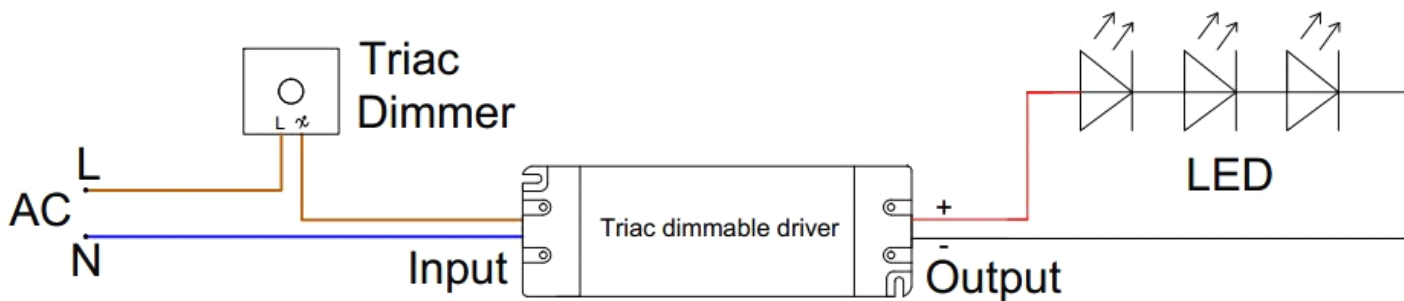 Triac
Dimmer
L
L
AC
N
Input
Triac dimmable driver
+
-
Output
LED